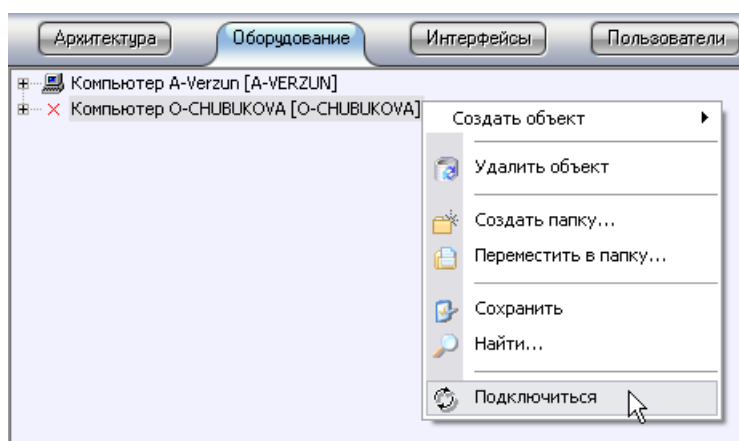 Архитектура Оборудование Интерфейсы Пользователи
Компьютер A-Verzun [A-VERZUN]
Компьютер O-CHUBUKOVA [O-CHUBUKOVA]
Создать объект
Удалить объект
Создать папку...
Переместить в папку...
Сохранить
Найти...
Подключиться